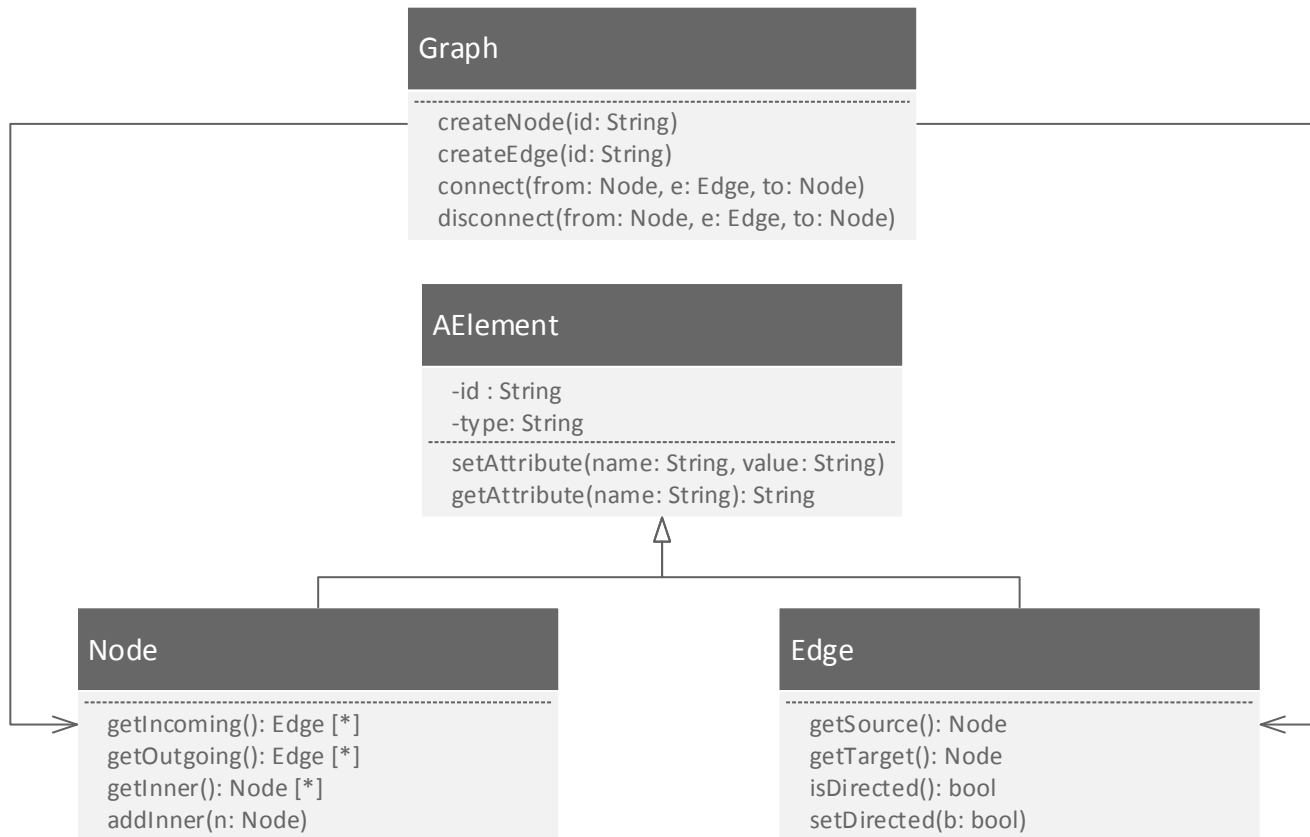 Graph
createNode(id: String)
createEdge(id: String)
connect(from: Node, e: Edge, to: Node)
disconnect(from: Node, e: Edge, to: Node)
AElement
-id : String
-type: String
setAttribute(name: String, value: String)
getAttribute(name: String): String
Node
getIncoming(): Edge [*]
getOutgoing(): Edge [*]
getInner(): Node [*]
addInner(n: Node)
Edge
getSource(): Node
getTarget(): Node
isDirected(): bool
setDirected(b: bool)